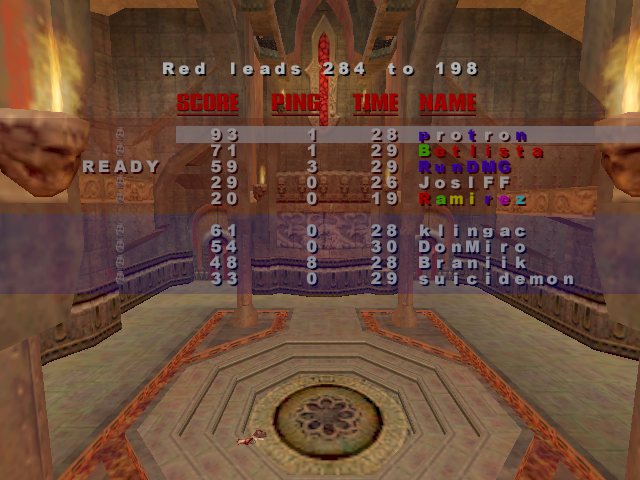 Red leads 284 to 198
SCORE PING TIME NAME
93 1 28 protron
71 1 29 Betlista
READY 59 3 29 RunDMG
29 0 26 JosIFF
20 0 19 Ramirez
61 0 28 klingac
54 0 30 DonMiro
48 8 28 Braniik
33 0 29 suicidemon